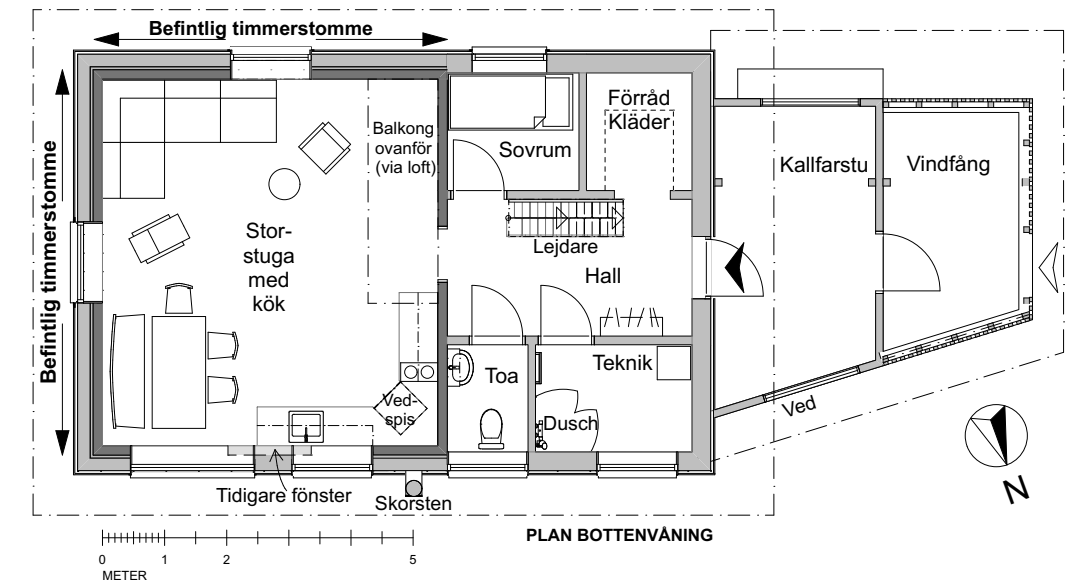 Befintlig timmerstomme
Befintlig timmerstomme
Balkong
ovanför
(via loft)
Sovrum
Förråd
Kläder
Kallfarstu
Vindfång
Stor-
stuga
med
kök
Lejdare
Hall
Toa
Teknik
Dusch
Ved-
spis
Ved
Tidigare fönster
Skorsten
N
PLAN BOTTENVÅNING
0 1 2 5
METER